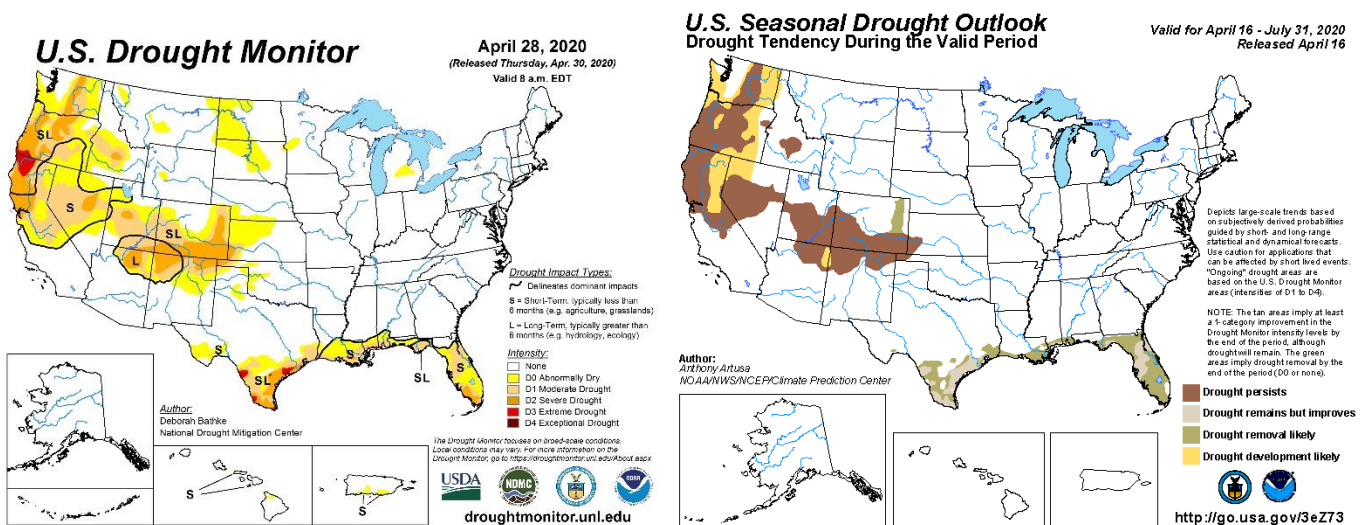 U.S. Drought Monitor
April 28, 2020
(Released Thursday, Apr. 30, 2020)
Valid 8 a.m. EDT
SL
S
SL
L
S
SL
S
SL
S
Drought Impact Types:
Delineates dominant impacts
S = Short-Term, typically less than
6 months (e.g. agriculture, grasslands)
L = Long-Term, typically greater than
6 months (e.g. hydrology, ecology)
Intensity:
None
D0 Abnormally Dry
D1 Moderate Drought
D2 Severe Drought
D3 Extreme Drought
D4 Exceptional Drought
Author:
Deborah Bathke
National Drought Mitigation Center
S
S
The Drought Monitor focuses on broad-scale conditions.
Local conditions may vary. For more information on the
Drought Monitor, go to https://droughtmonitor.unl.edu/About.aspx
USDA
NDMC
NOAA
droughtmonitor.unl.edu
U.S. Seasonal Drought Outlook
Drought Tendency During the Valid Period
Valid for April 16 - July 31, 2020
Released April 16
Depicts large-scale trends based
on subjectively derived probabilities
guided by short- and long-range
statistical and dynamical forecasts.
Use caution for applications that
can be affected by short lived events.
"Ongoing" drought areas are
based on the U.S. Drought Monitor
areas (intensities of D1 to D4).
NOTE: The tan areas imply at least
a 1-category improvement in the
Drought Monitor intensity levels by
the end of the period, although
drought will remain. The green
areas imply drought removal by the
end of the period (D0 or none).
Author:
Anthony Artusa
NOAA/NWS/NCEP/Climate Prediction Center
Drought persists
Drought remains but improves
Drought removal likely
Drought development likely
http://go.usa.gov/3eZ73